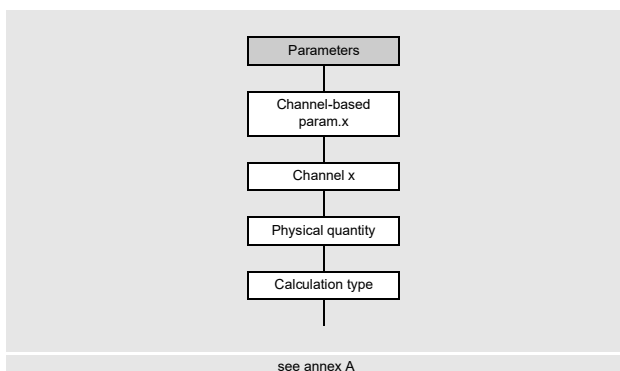 Parameters
Channel-based
param.x
Channel x
Physical quantity
Calculation type
see annex A